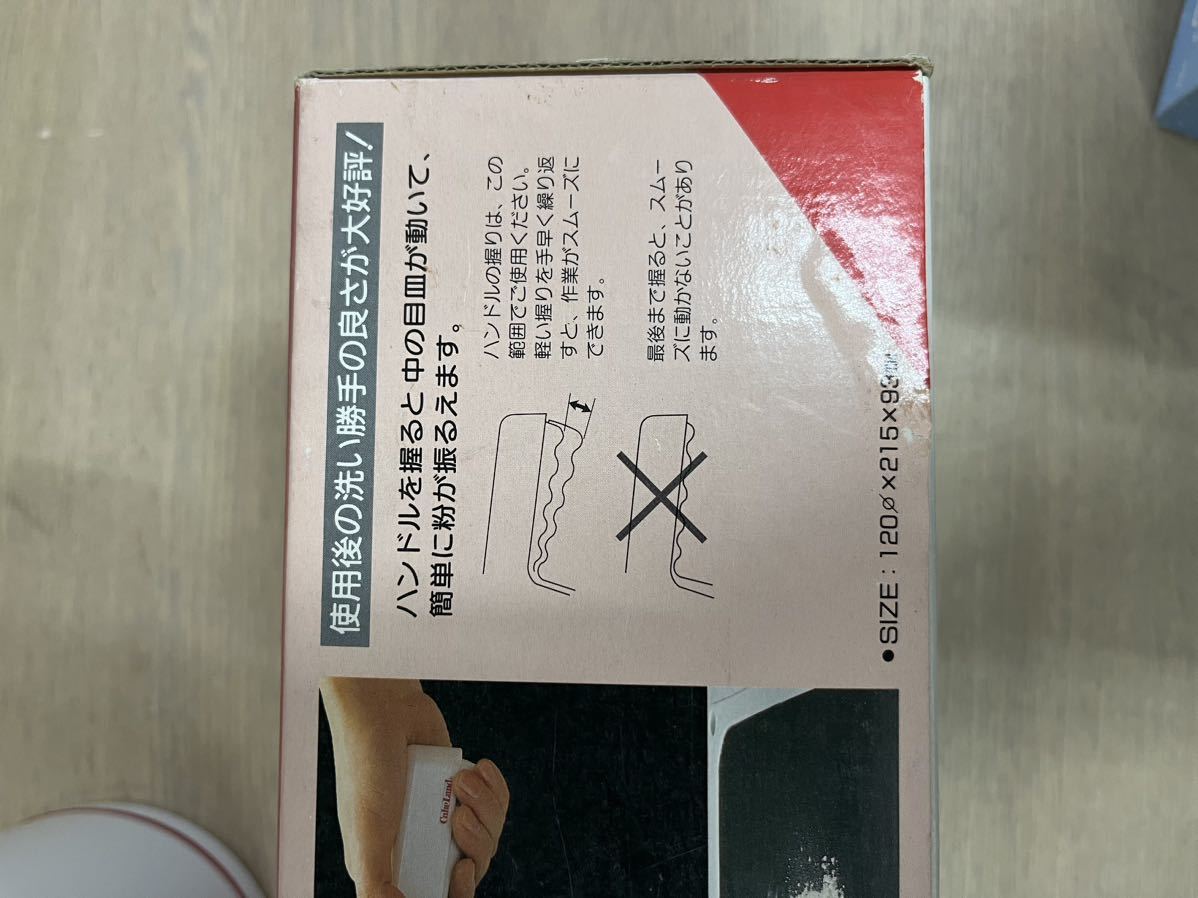 使用後の洗い勝手の良さが大好評!
ハンドルを握ると中の目皿が動いて、
簡単に粉が振るえます。
ハンドルの握りは、この
範囲でご使用ください。
軽い握りを手早く繰り返
すと、作業がスムーズに
できます。
最後まで握ると、スムー
ズに動かないことがあり
ます。
●SIZE:120∅×215×93㎜
Cake Land